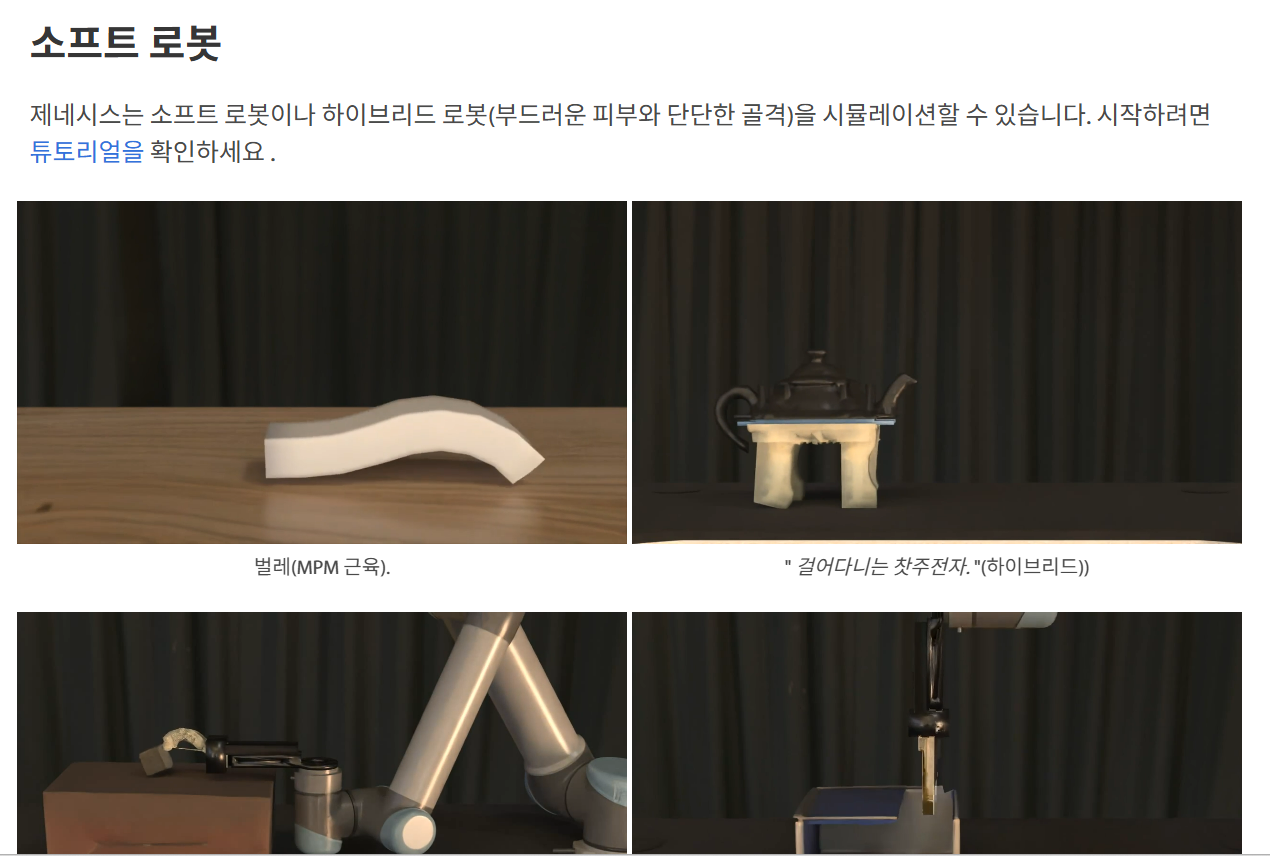 소프트 로봇
제네시스는 소프트 로봇이나 하이브리드 로봇(부드러운 피부와 단단한 골격)을 시뮬레이션할 수 있습니다. 시작하려면
튜토리얼을 확인하세요 .
벌레(MPM 근육).
" 걸어다니는 찻주전자. "(하이브리드))